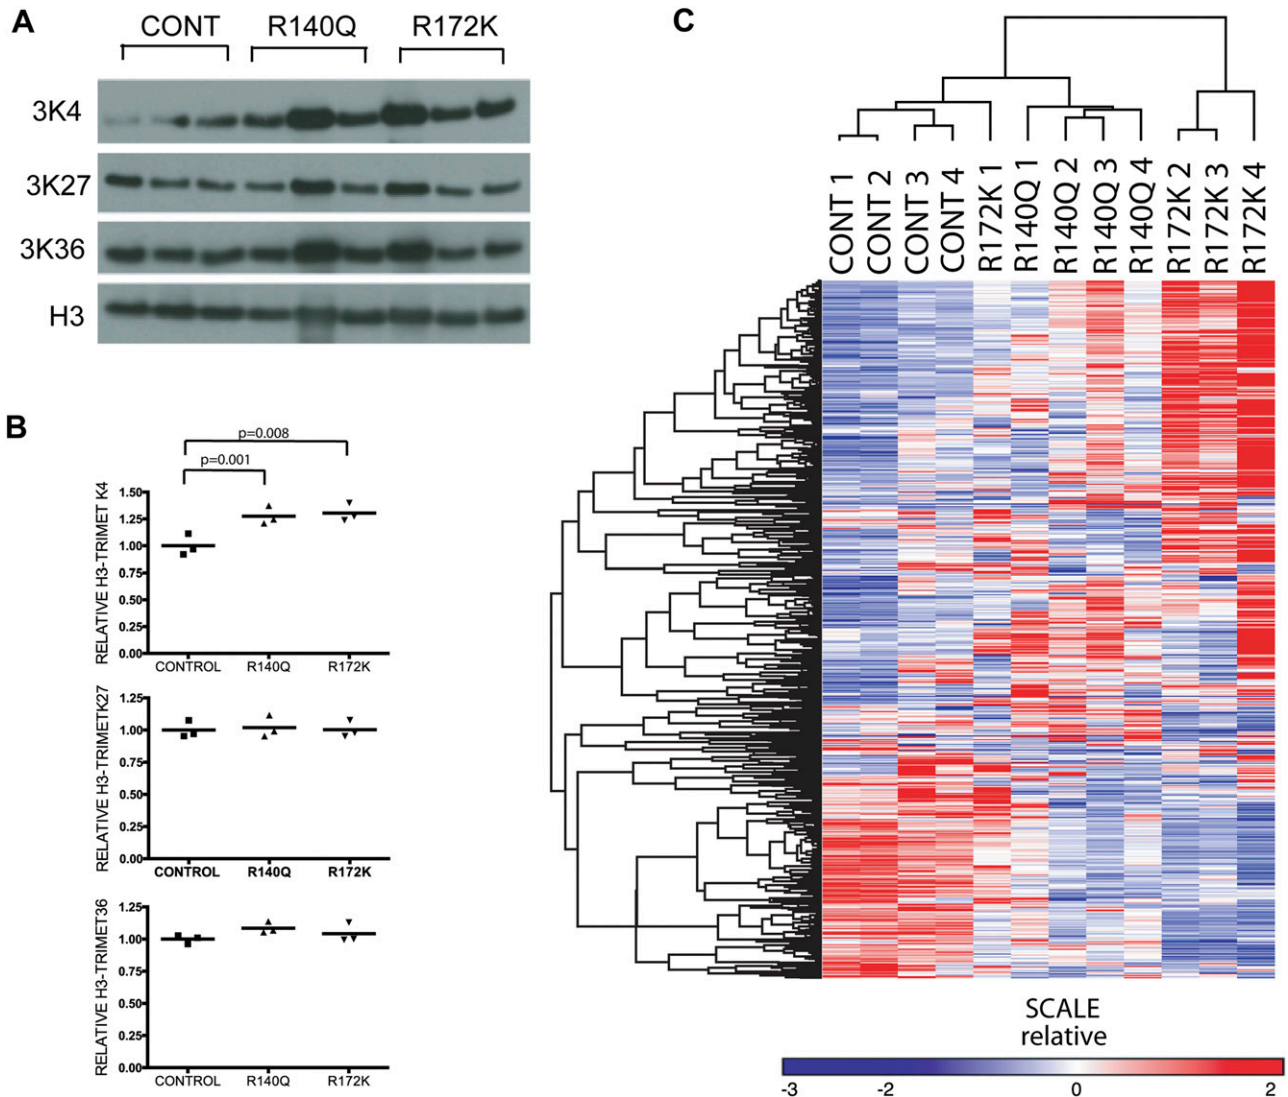 A
CONT R140Q R172K
3K4
3K27
3K36
H3
B
p=0.008
p=0.001
RELATIVE H3-TRIMET K4
1.50
1.25
1.00
0.75
0.50
0.25
0.00
CONTROL R140Q R172K
RELATIVE H3-TRIMETK27
1.25
1.00
0.75
0.50
0.25
0.00
CONTROL R140Q R172K
RELATIVE H3-TRIMET36
1.25
1.00
0.75
0.50
0.25
0.00
CONTROL R140Q R172K
C
CONT 1
CONT 2
CONT 3
CONT 4
R172K 1
R140Q 1
R140Q 2
R140Q 3
R140Q 4
R172K 2
R172K 3
R172K 4
SCALE
relative
-3 -2 0 2